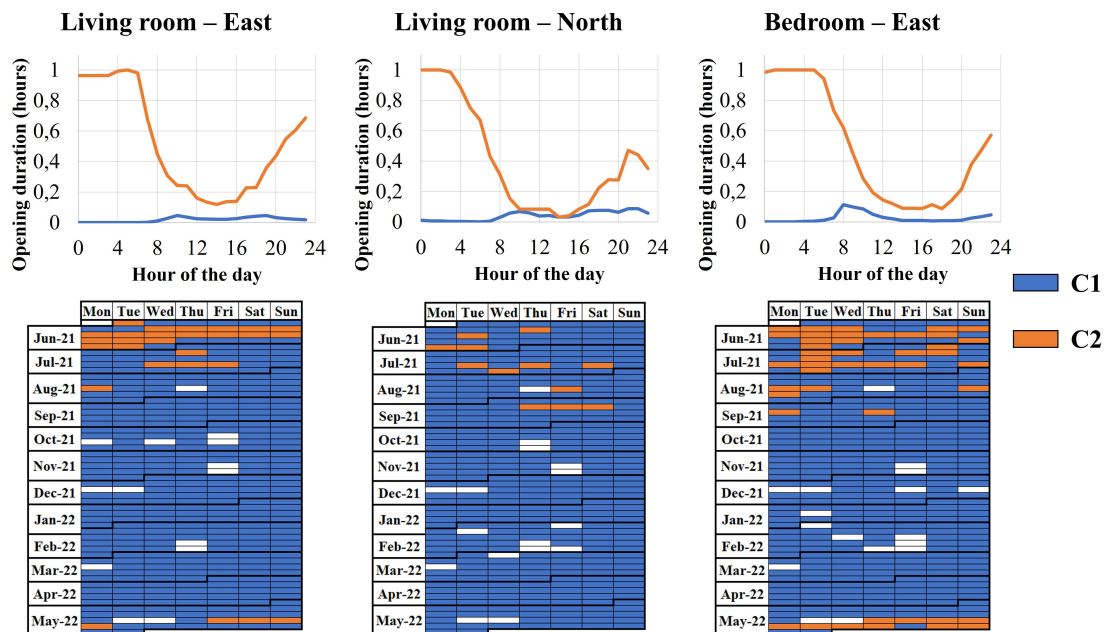 Living room – East
Living room – North
Bedroom – East
Opening duration (hours)
1
0,8
0,6
0,4
0,2
0
0 4 8 12 16 20 24
Hour of the day
Opening duration (hours)
1
0,8
0,6
0,4
0,2
0
0 4 8 12 16 20 24
Hour of the day
Opening duration (hours)
1
0,8
0,6
0,4
0,2
0
0 4 8 12 16 20 24
Hour of the day
C1
C2
Mon Tue Wed Thu Fri Sat Sun
Jun-21
Jul-21
Aug-21
Sep-21
Oct-21
Nov-21
Dec-21
Jan-22
Feb-22
Mar-22
Apr-22
May-22
Mon Tue Wed Thu Fri Sat Sun
Jun-21
Jul-21
Aug-21
Sep-21
Oct-21
Nov-21
Dec-21
Jan-22
Feb-22
Mar-22
Apr-22
May-22
Mon Tue Wed Thu Fri Sat Sun
Jun-21
Jul-21
Aug-21
Sep-21
Oct-21
Nov-21
Dec-21
Jan-22
Feb-22
Mar-22
Apr-22
May-22